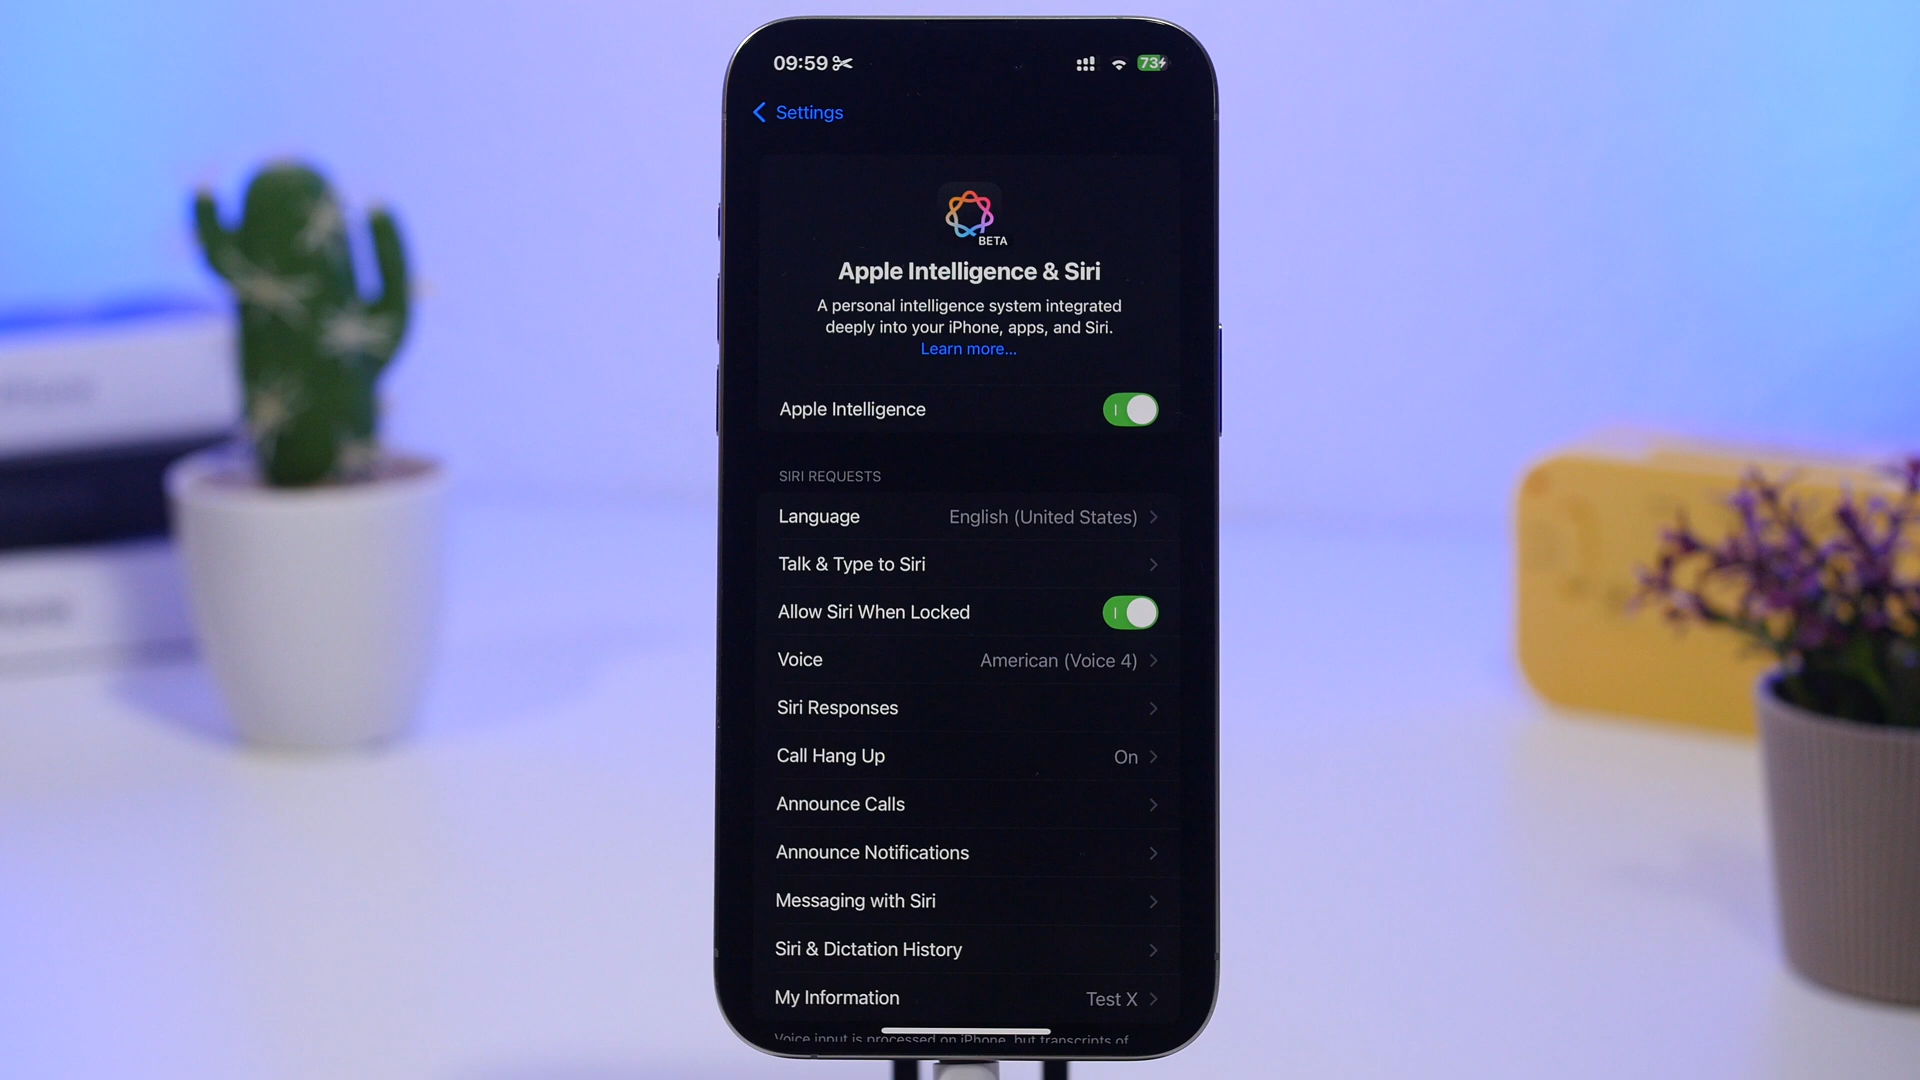 09:59
73
Settings
BETA
Apple Intelligence & Siri
A personal intelligence system integrated
deeply into your iPhone, apps, and Siri.
Learn more...
Apple Intelligence
SIRI REQUESTS
Language English (United States)
Talk & Type to Siri
Allow Siri When Locked
Voice American (Voice 4)
Siri Responses
Call Hang Up On
Announce Calls
Announce Notifications
Messaging with Siri
Siri & Dictation History
My Information Test X
Voice input is processed on iPhone, but transcripts of